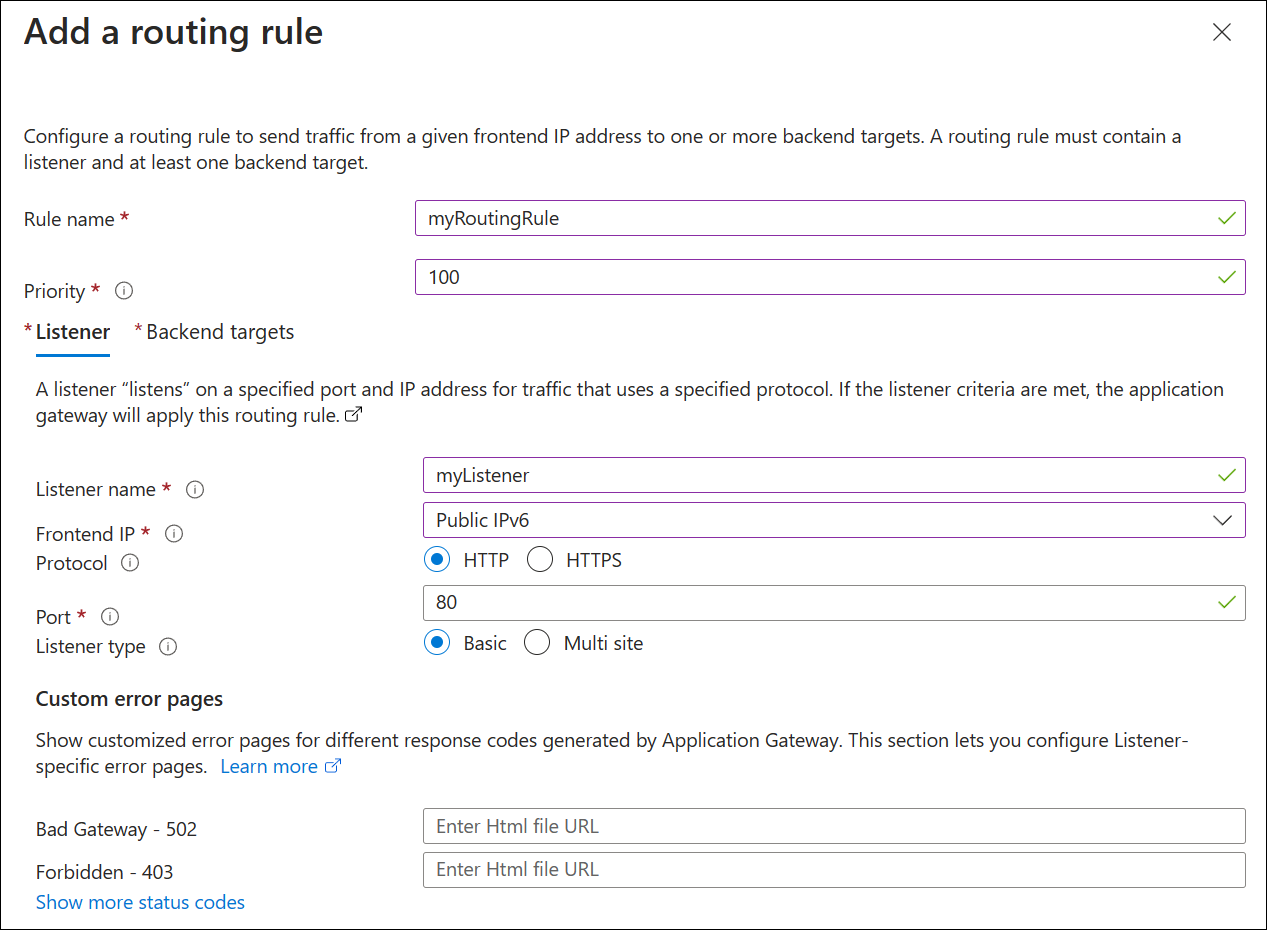 Add a routing rule
Configure a routing rule to send traffic from a given frontend IP address to one or more backend targets. A routing rule must contain a
listener and at least one backend target.
Rule name *
myRoutingRule
Priority *
100
* Listener * Backend targets
A listener “listens” on a specified port and IP address for traffic that uses a specified protocol. If the listener criteria are met, the application
gateway will apply this routing rule.
Listener name *
myListener
Frontend IP *
Public IPv6
Protocol
HTTP HTTPS
Port *
80
Listener type
Basic Multi site
Custom error pages
Show customized error pages for different response codes generated by Application Gateway. This section lets you configure Listener-
specific error pages. Learn more
Bad Gateway - 502
Enter Html file URL
Forbidden - 403
Enter Html file URL
Show more status codes